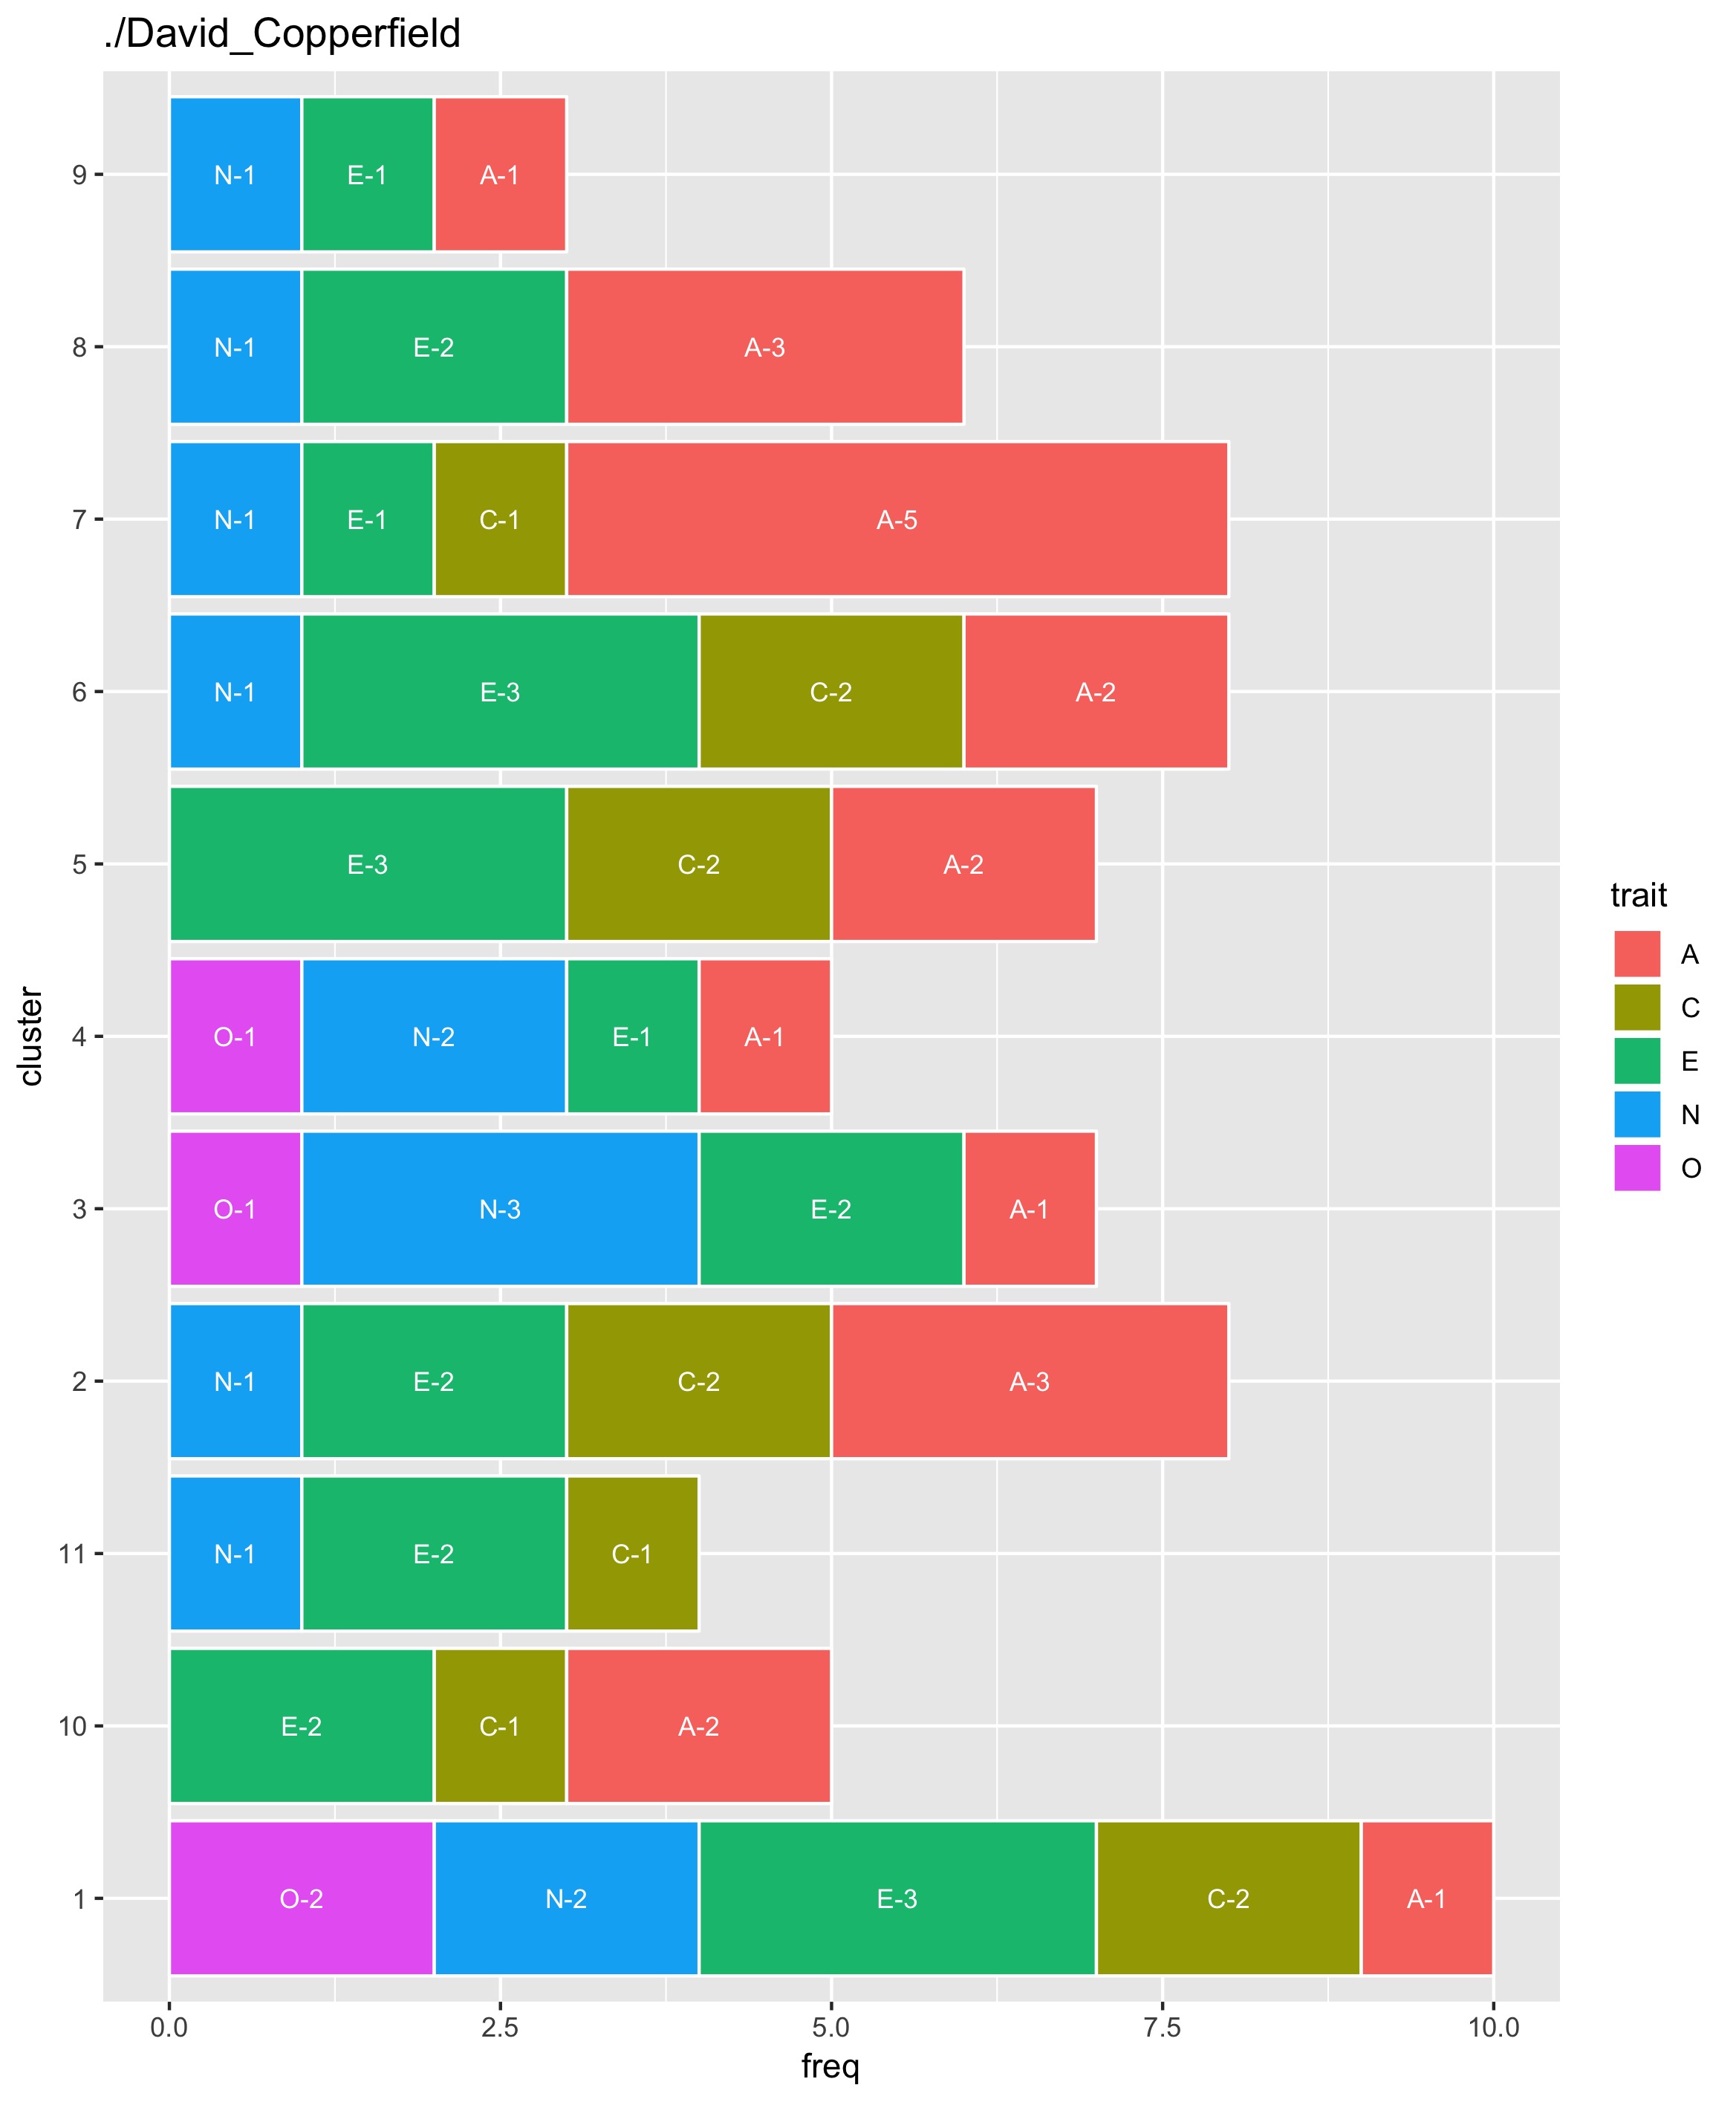 ./David_Copperfield
cluster
9
N-1 E-1 A-1
8
N-1 E-2 A-3
7
N-1 E-1 C-1 A-5
6
N-1 E-3 C-2 A-2
5
E-3 C-2 A-2
4
O-1 N-2 E-1 A-1
3
O-1 N-3 E-2 A-1
2
N-1 E-2 C-2 A-3
11
N-1 E-2 C-1
10
E-2 C-1 A-2
1
O-2 N-2 E-3 C-2 A-1
0.0 2.5 5.0 7.5 10.0
freq
trait
A
C
E
N
O